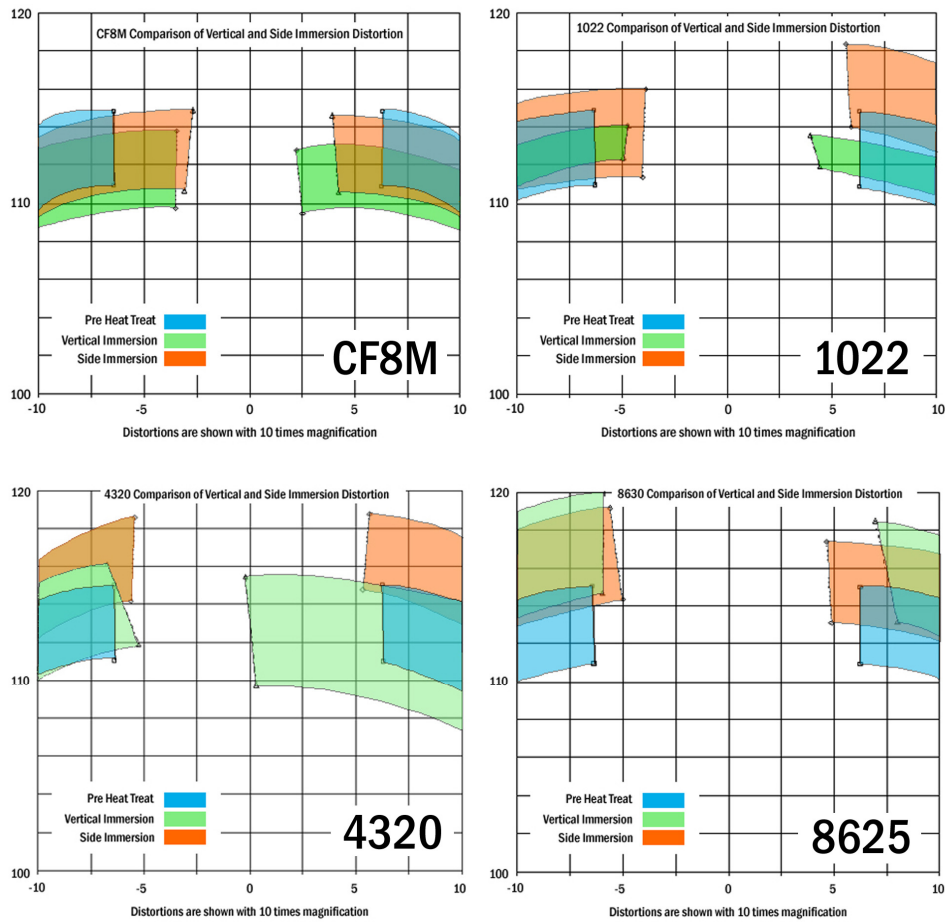 CF8M Comparison of Vertical and Side Immersion Distortion
120
110
100
Pre Heat Treat
Vertical Immersion
Side Immersion
CF8M
-10 -5 0 5 10
Distortions are shown with 10 times magnification
1022 Comparison of Vertical and Side Immersion Distortion
120
110
100
Pre Heat Treat
Vertical Immersion
Side Immersion
1022
-10 -5 0 5 10
Distortions are shown with 10 times magnification
4320 Comparison of Vertical and Side Immersion Distortion
120
110
100
Pre Heat Treat
Vertical Immersion
Side Immersion
4320
-10 -5 0 5 10
Distortions are shown with 10 times magnification
8630 Comparison of Vertical and Side Immersion Distortion
120
110
100
Pre Heat Treat
Vertical Immersion
Side Immersion
8625
-10 -5 0 5 10
Distortions are shown with 10 times magnification